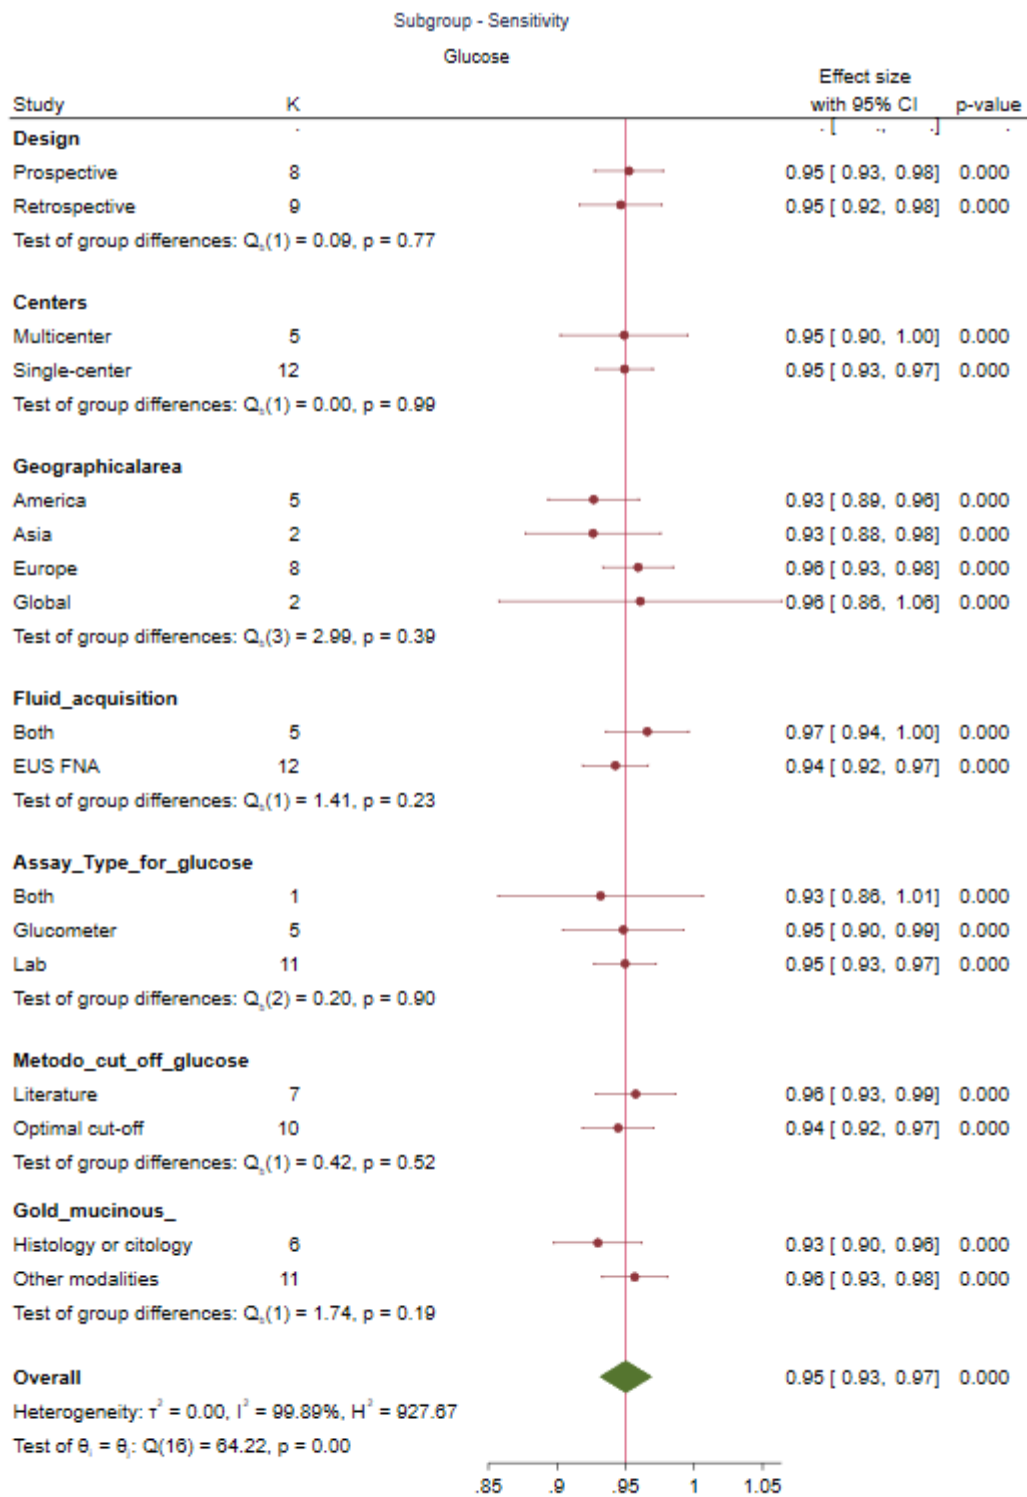 Subgroup - Sensitivity
Glucose
Effect size
Study K with 95% CI p-value
. . [ ., .] .
Design
Prospective 8 0.95 [ 0.93, 0.98] 0.000
Retrospective 9 0.95 [ 0.92, 0.98] 0.000
Test of group differences: Q_b(1) = 0.09, p = 0.77
Centers
Multicenter 5 0.95 [ 0.90, 1.00] 0.000
Single-center 12 0.95 [ 0.93, 0.97] 0.000
Test of group differences: Q_b(1) = 0.00, p = 0.99
Geographicalarea
America 5 0.93 [ 0.89, 0.96] 0.000
Asia 2 0.93 [ 0.88, 0.98] 0.000
Europe 8 0.96 [ 0.93, 0.98] 0.000
Global 2 0.96 [ 0.86, 1.06] 0.000
Test of group differences: Q_b(3) = 2.99, p = 0.39
Fluid_acquisition
Both 5 0.97 [ 0.94, 1.00] 0.000
EUS FNA 12 0.94 [ 0.92, 0.97] 0.000
Test of group differences: Q_b(1) = 1.41, p = 0.23
Assay_Type_for_glucose
Both 1 0.93 [ 0.86, 1.01] 0.000
Glucometer 5 0.95 [ 0.90, 0.99] 0.000
Lab 11 0.95 [ 0.93, 0.97] 0.000
Test of group differences: Q_b(2) = 0.20, p = 0.90
Metodo_cut_off_glucose
Literature 7 0.96 [ 0.93, 0.99] 0.000
Optimal cut-off 10 0.94 [ 0.92, 0.97] 0.000
Test of group differences: Q_b(1) = 0.42, p = 0.52
Gold_mucinous_
Histology or citology 6 0.93 [ 0.90, 0.96] 0.000
Other modalities 11 0.96 [ 0.93, 0.98] 0.000
Test of group differences: Q_b(1) = 1.74, p = 0.19
Overall 0.95 [ 0.93, 0.97] 0.000
Heterogeneity: τ² = 0.00, I² = 99.89%, H² = 927.67
Test of θᵢ = θⱼ: Q(16) = 64.22, p = 0.00
.85 .9 .95 1 1.05